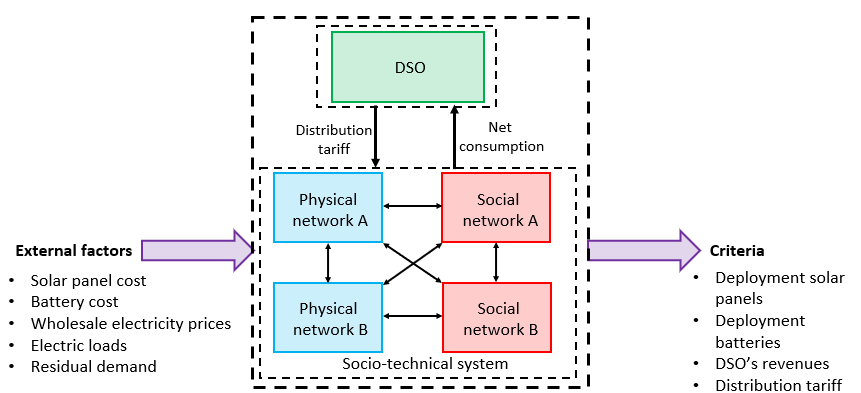 DSO
Distribution
tariff
Net
consumption
Physical
network A
Social
network A
External factors
• Solar panel cost
• Battery cost
• Wholesale electricity prices
• Electric loads
• Residual demand
Physical
network B
Social
network B
Socio-technical system
Criteria
• Deployment solar
panels
• Deployment
batteries
• DSO's revenues
• Distribution tariff